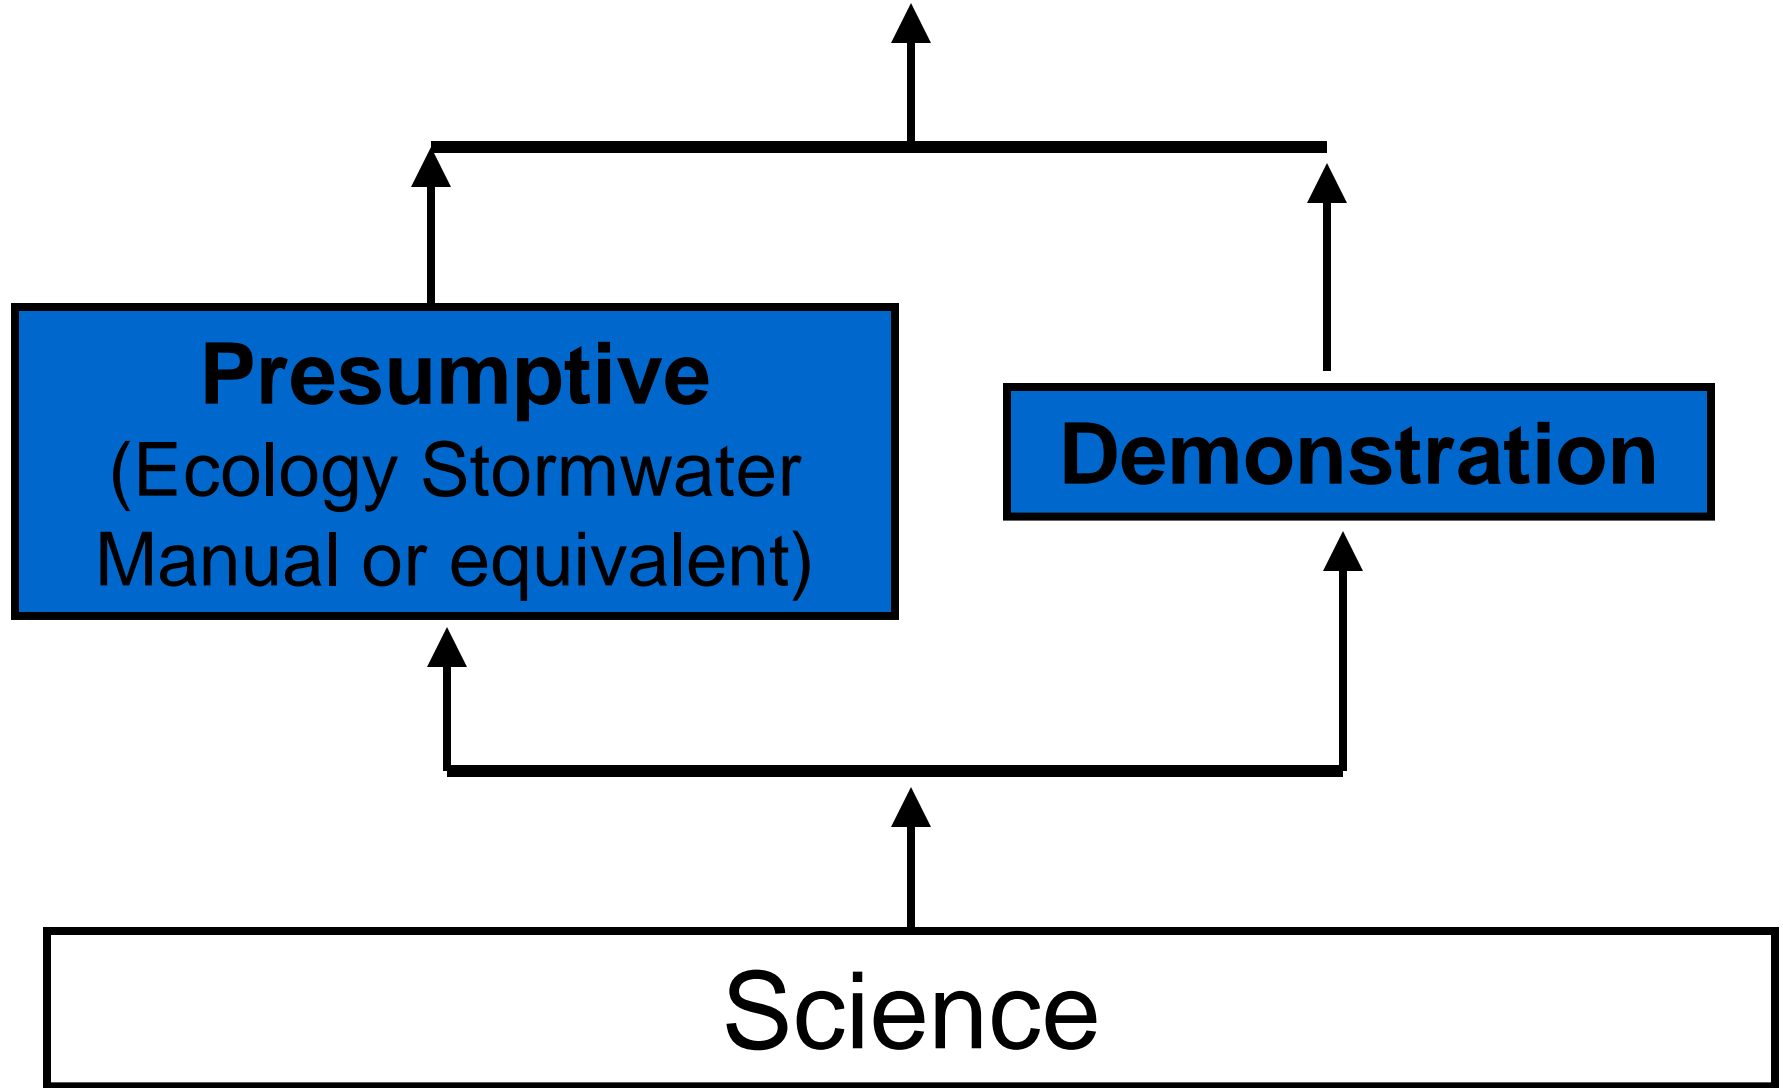 Presumptive
(Ecology Stormwater
Manual or equivalent)
Demonstration
Science